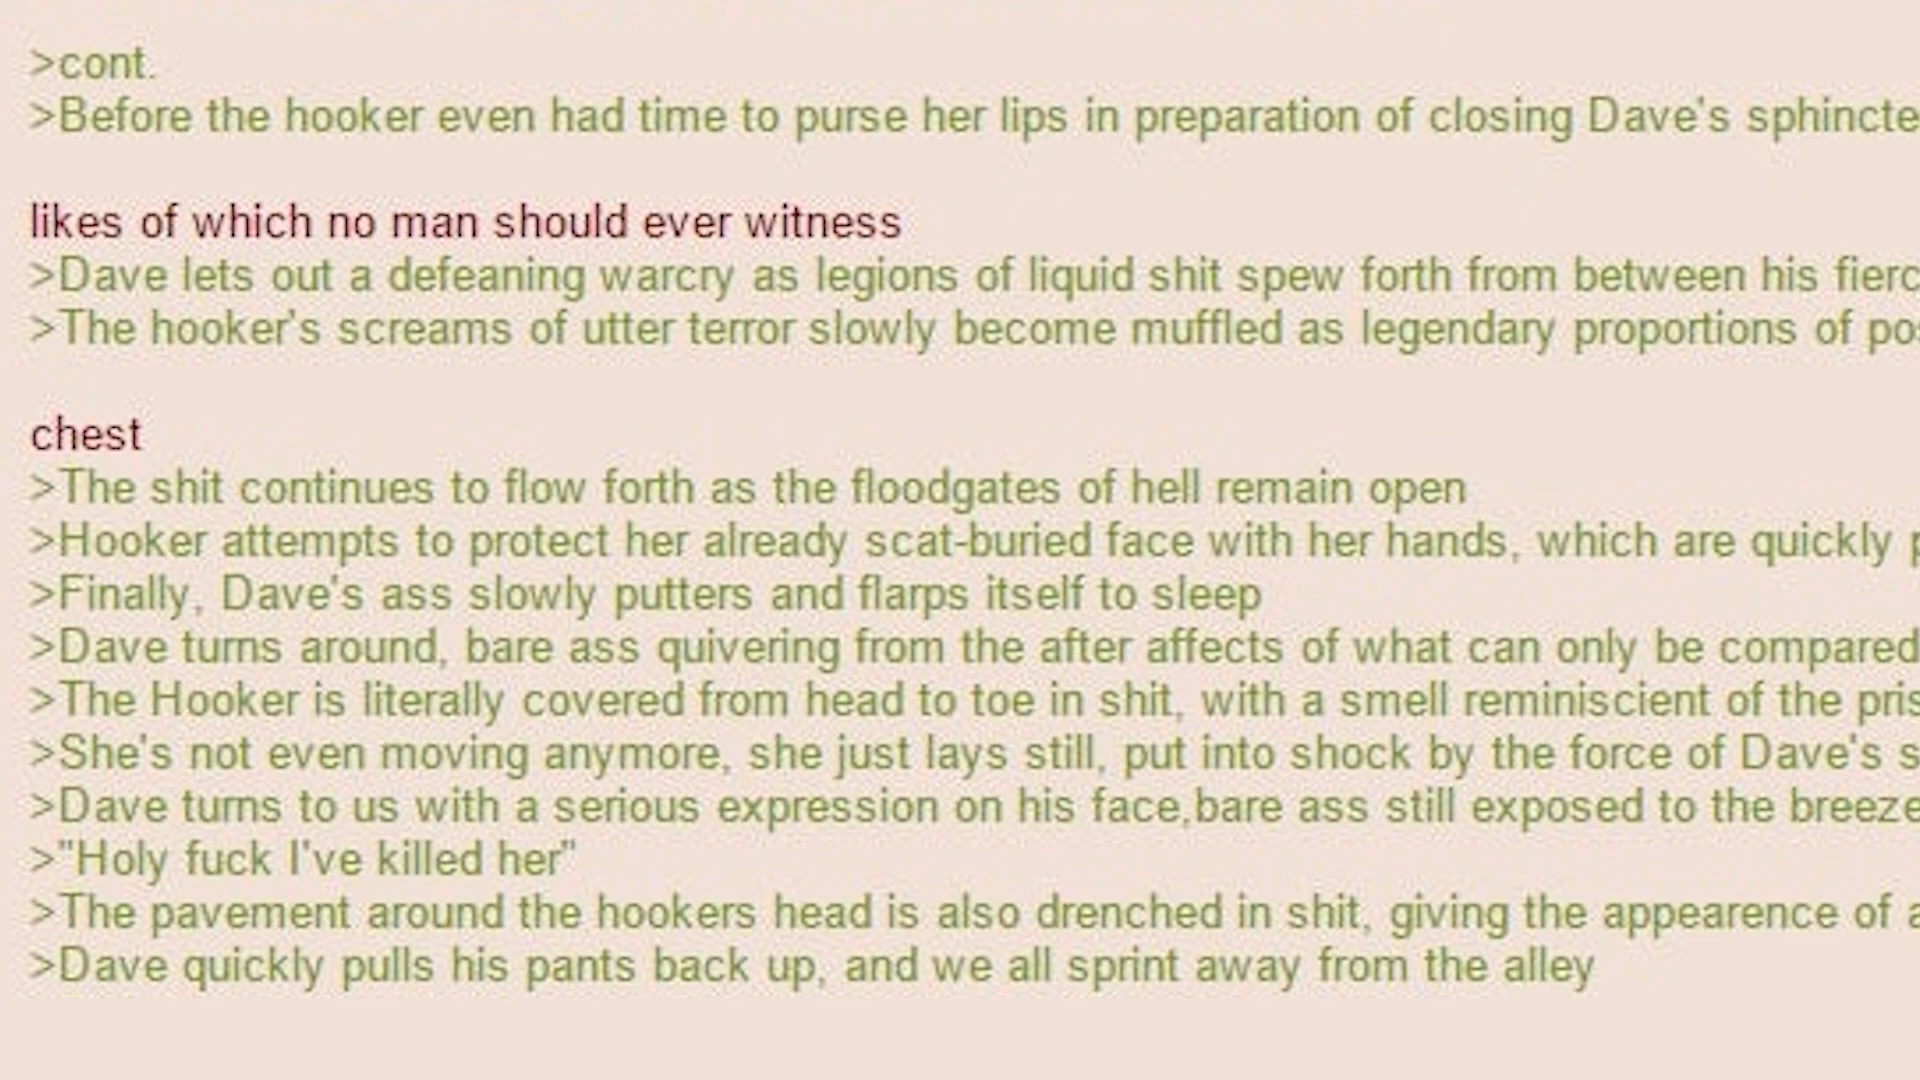 >cont.
>Before the hooker even had time to purse her lips in preparation of closing Dave's
likes of which no man should ever witness
>Dave lets out a defeaning warcry as legions of liquid shit spew forth from between his
>The hooker's screams of utter terror slowly become muffled as legendary proportions of
chest
>The shit continues to flow forth as the floodgates of hell remain open
>Hooker attempts to protect her already scat-buried face with her hands, which are quickly
>Finally, Dave's ass slowly putters and flarps itself to sleep
>Dave turns around, bare ass quivering from the after affects of what can only be compared
>The Hooker is literally covered from head to toe in shit, with a smell reminiscient of the
>She's not even moving anymore, she just lays still, put into shock by the force of Dave's
>Dave turns to us with a serious expression on his face,bare ass still exposed to the breeze
>"Holy fuck I've killed her"
>The pavement around the hookers head is also drenched in shit, giving the appearence of a
>Dave quickly pulls his pants back up, and we all sprint away from the alley